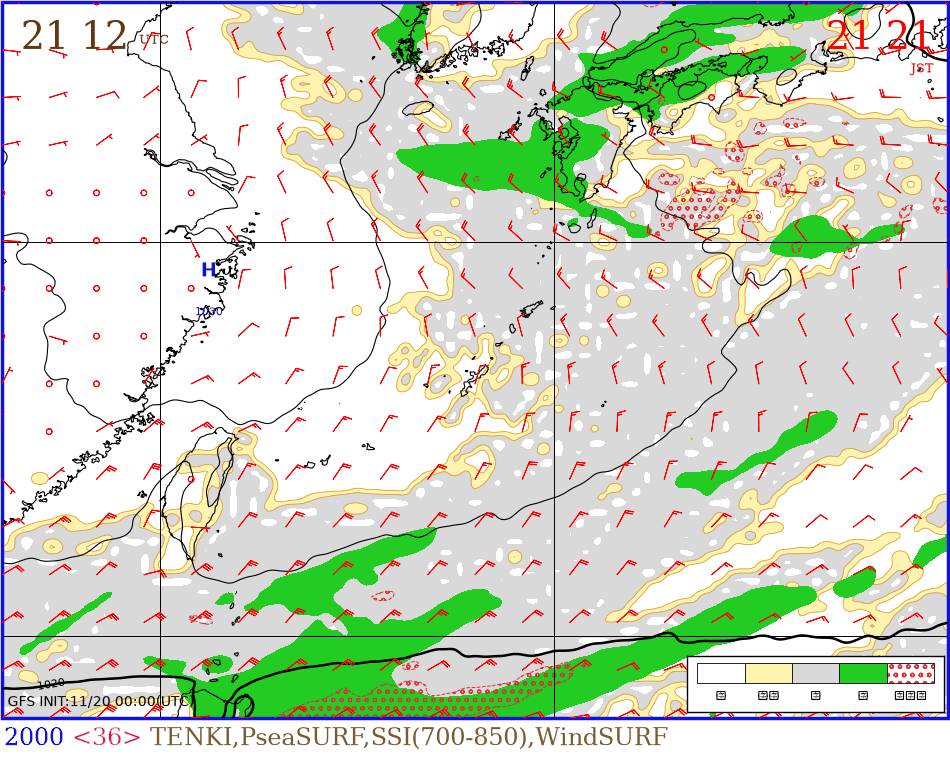 21 12 UTC
21 21
JST
H
1030
1020
GFS INIT:11/20 00:00(UTC)
2000 <36> TENKI,PseaSURF,SSI(700-850),WindSURF